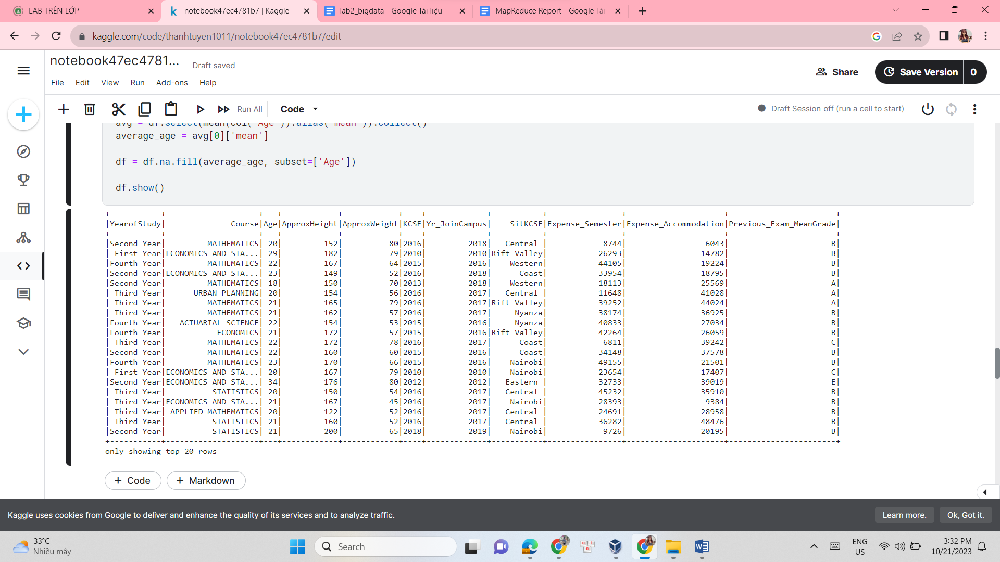 LAB TRÊN LỚP
notebook47ec4781b7 | Kaggle
lab2_bigdata - Google Tài liệu
MapReduce Report - Google Tài
kaggle.com/code/thanhtuyen1011/notebook47ec4781b7/edit
notebook47ec4781...
Draft saved
File Edit View Run Add-ons Help
Share
Save Version 0
Run All
Code
Draft Session off (run a cell to start)
avg = df.select(mean(col('Age')).alias('mean')).collect()
average_age = avg[0]['mean']
df = df.na.fill(average_age, subset=['Age'])
df.show()
+-----------+--------------------+---+------------+------------+----+-------------+-----------+----------------+---------------------+-----------------------+
|YearofStudy|              Course|Age|ApproxHeight|ApproxWeight|KCSE|Yr_JoinCampus|    SitKCSE|Expense_Semester|Expense_Accommodation|Previous_Exam_MeanGrade|
+-----------+--------------------+---+------------+------------+----+-------------+-----------+----------------+---------------------+-----------------------+
|Second Year|         MATHEMATICS| 20|         152|          80|2016|         2018|   Central |            8744|                 6043|                      B|
| First Year|ECONOMICS AND STA...| 29|         182|          79|2010|         2010|Rift Valley|           26293|                14782|                      B|
|Fourth Year|         MATHEMATICS| 22|         167|          64|2015|         2016|    Western|           44105|                19224|                      B|
|Second Year|ECONOMICS AND STA...| 23|         149|          52|2016|         2018|      Coast|           33954|                18795|                      B|
|Second Year|         MATHEMATICS| 18|         150|          70|2013|         2018|    Western|           18113|                25569|                      A|
| Third Year|      URBAN PLANNING| 20|         154|          56|2016|         2017|   Central |           11648|                41028|                      A|
| Third Year|         MATHEMATICS| 21|         165|          79|2016|         2017|Rift Valley|           39252|                44024|                      A|
| Third Year|         MATHEMATICS| 21|         162|          57|2016|         2017|     Nyanza|           38174|                36925|                      B|
|Fourth Year|   ACTUARIAL SCIENCE| 22|         154|          53|2015|         2016|     Nyanza|           40833|                27034|                      B|
|Fourth Year|           ECONOMICS| 21|         172|          57|2015|         2016|Rift Valley|           42264|                26059|                      B|
| Third Year|         MATHEMATICS| 22|         172|          78|2016|         2017|      Coast|            6811|                39242|                      C|
|Second Year|         MATHEMATICS| 22|         160|          60|2015|         2016|      Coast|           34148|                37578|                      B|
|Fourth Year|         MATHEMATICS| 23|         170|          66|2015|         2016|    Nairobi|           49155|                21501|                      B|
| First Year|ECONOMICS AND STA...| 20|         167|          79|2010|         2010|    Nairobi|           23654|                17407|                      C|
|Second Year|ECONOMICS AND STA...| 34|         176|          80|2012|         2012|   Eastern |           32733|                39019|                      E|
| Third Year|          STATISTICS| 20|         150|          54|2016|         2017|   Central |           45232|                35910|                      B|
| Third Year|ECONOMICS AND STA...| 21|         167|          45|2016|         2017|    Nairobi|           28393|                 9384|                      B|
| Third Year| APPLIED MATHEMATICS| 20|         122|          52|2016|         2017|   Central |           24691|                28958|                      B|
| Third Year|          STATISTICS| 21|         160|          52|2016|         2017|   Central |           36282|                48476|                      B|
|Second Year|          STATISTICS| 21|         200|          65|2018|         2019|    Nairobi|            9726|                20195|                      B|
+-----------+--------------------+---+------------+------------+----+-------------+-----------+----------------+---------------------+-----------------------+
only showing top 20 rows
+ Code
+ Markdown
Kaggle uses cookies from Google to deliver and enhance the quality of its services and to analyze traffic.
Learn more.
Ok, Got it.
33°C
Nhiều mây
Search
ENG
US
3:32 PM
10/21/2023